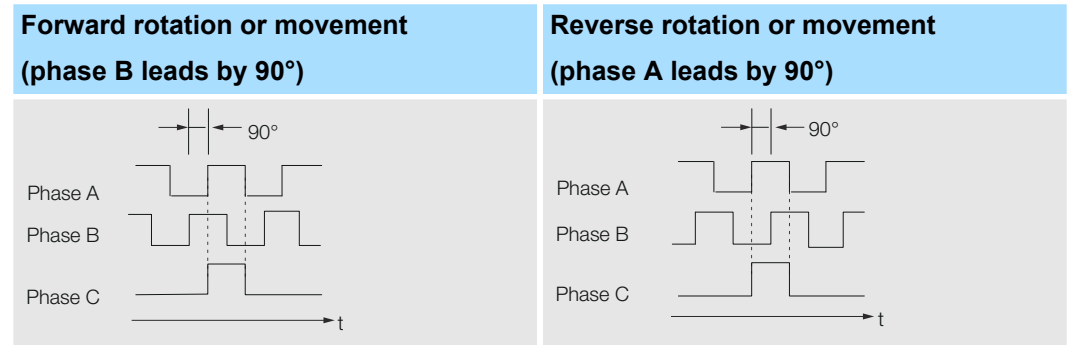 Forward rotation or movement
(phase B leads by 90°)
Reverse rotation or movement
(phase A leads by 90°)
90°
Phase A
Phase B
Phase C
t
90°
Phase A
Phase B
Phase C
t